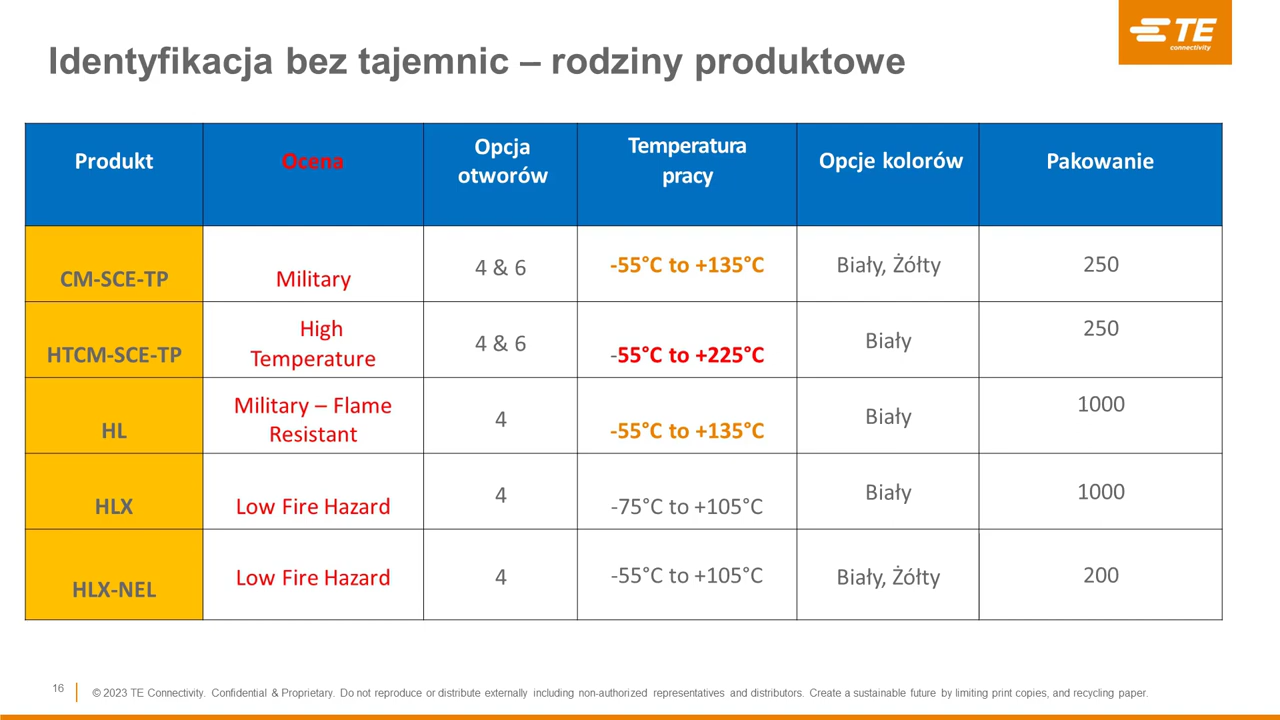 TE
connectivity
Identyfikacja bez tajemnic – rodziny produktowe
Produkt
Ocena
Opcja
otworów
Temperatura
pracy
Opcje kolorów
Pakowanie
CM-SCE-TP
Military
4 & 6
-55°C to +135°C
Biały, Żółty
250
HTCM-SCE-TP
High
Temperature
4 & 6
-55°C to +225°C
Biały
250
HL
Military – Flame
Resistant
4
-55°C to +135°C
Biały
1000
HLX
Low Fire Hazard
4
-75°C to +105°C
Biały
1000
HLX-NEL
Low Fire Hazard
4
-55°C to +105°C
Biały, Żółty
200
16
© 2023 TE Connectivity. Confidential & Proprietary. Do not reproduce or distribute externally including non-authorized representatives and distributors. Create a sustainable future by limiting print copies, and recycling paper.